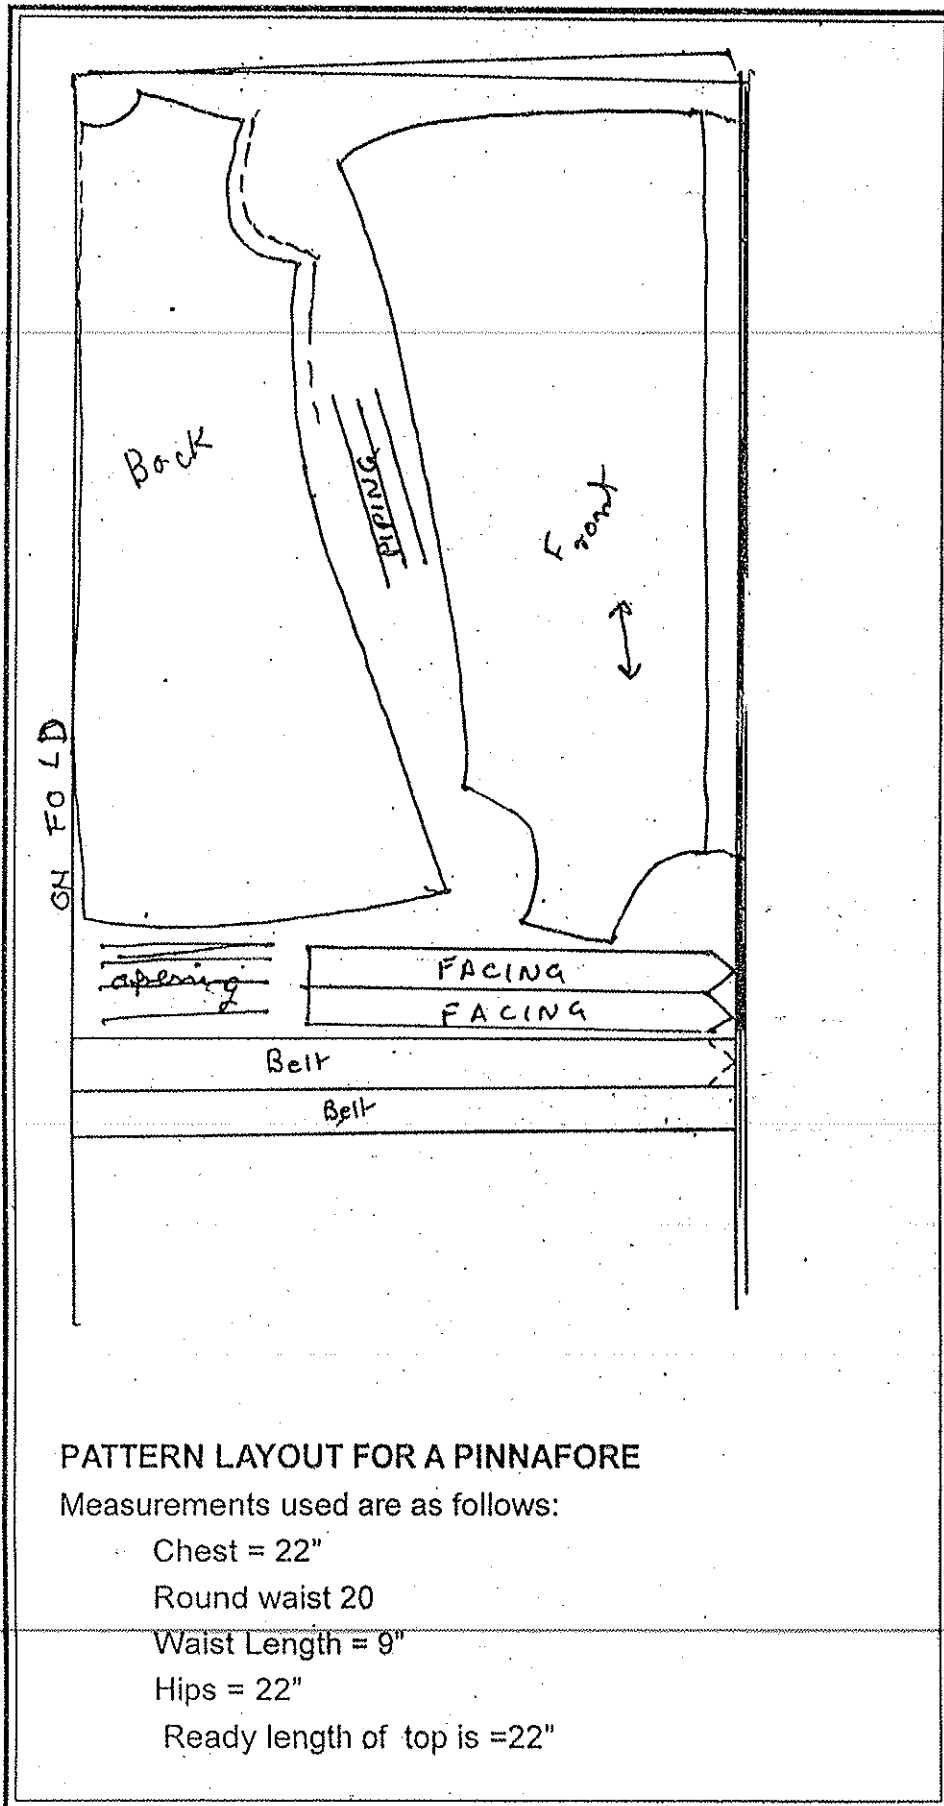 Back
PIPING
Front
ON FOLD
FACING
FACING
Belt
Belt
PATTERN LAYOUT FOR A PINNAFORE
Measurements used are as follows:
Chest = 22"
Round waist 20
Waist Length = 9"
Hips = 22"
Ready length of top is =22"